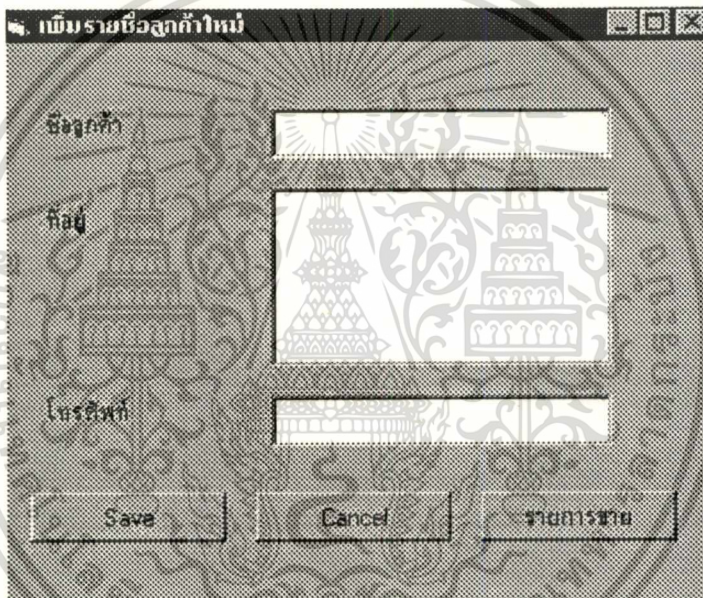 เพิ่มรายชื่อลูกค้าใหม่
ชื่อลูกค้า
ที่อยู่
โทรศัพท์
Save Cancel รายการขาย